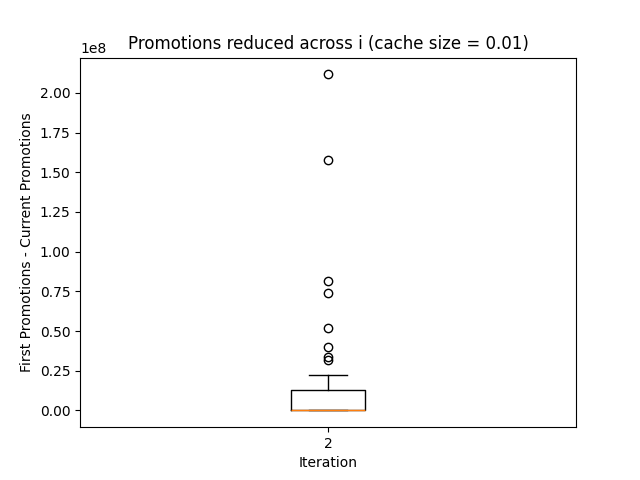 Promotions reduced across i (cache size = 0.01)
1e8
2.00
1.75
1.50
1.25
1.00
0.75
0.50
0.25
0.00
First Promotions - Current Promotions
2
Iteration